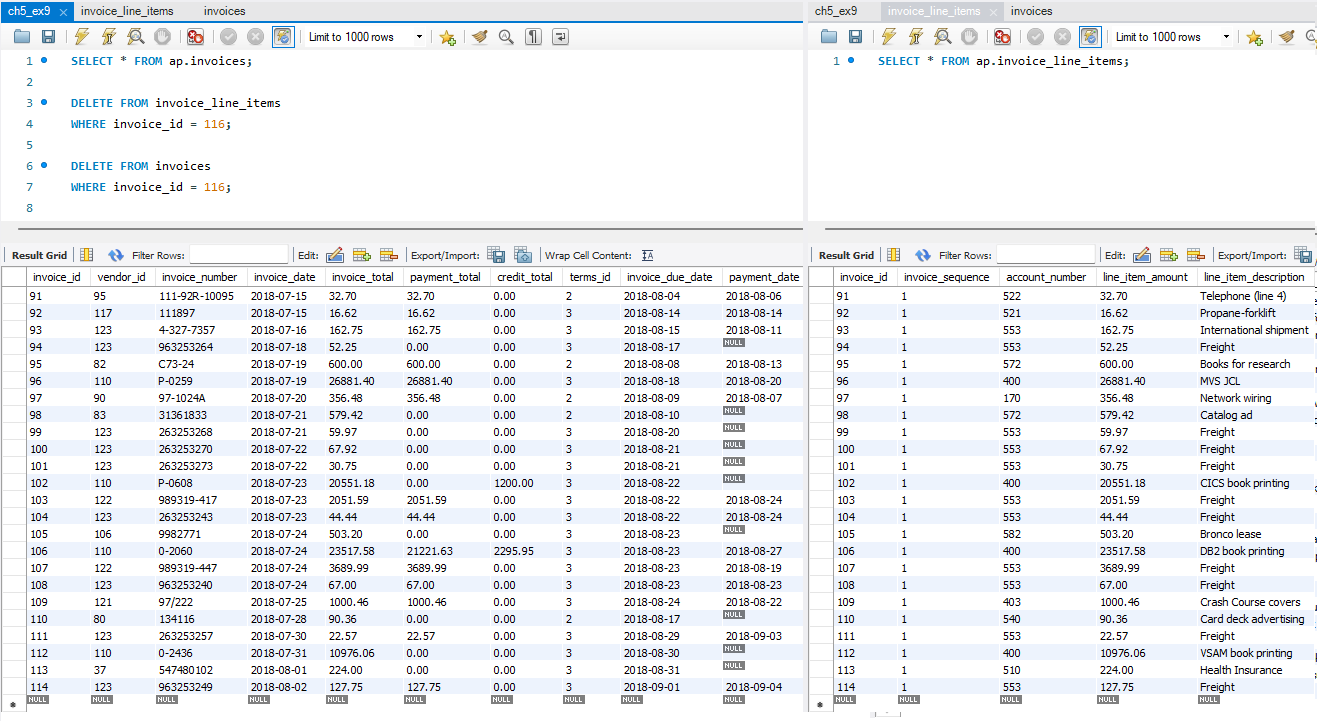 ch5_ex9 × invoice_line_items invoices
Limit to 1000 rows
1 SELECT * FROM ap.invoices;
2
3 DELETE FROM invoice_line_items
4 WHERE invoice_id = 116;
5
6 DELETE FROM invoices
7 WHERE invoice_id = 116;
8
Result Grid Filter Rows: Edit: Export/Import: Wrap Cell Content:
invoice_id vendor_id invoice_number invoice_date invoice_total payment_total credit_total terms_id invoice_due_date payment_date
91 95 111-92R-10095 2018-07-15 32.70 32.70 0.00 2 2018-08-04 2018-08-06
92 117 111897 2018-07-15 16.62 16.62 0.00 3 2018-08-14 2018-08-14
93 123 4-327-7357 2018-07-16 162.75 162.75 0.00 3 2018-08-15 2018-08-11
94 123 963253264 2018-07-18 52.25 0.00 0.00 3 2018-08-17 NULL
95 82 C73-24 2018-07-19 600.00 600.00 0.00 2 2018-08-08 2018-08-13
96 110 P-0259 2018-07-19 26881.40 26881.40 0.00 3 2018-08-18 2018-08-20
97 90 97-1024A 2018-07-20 356.48 356.48 0.00 2 2018-08-09 2018-08-07
98 83 31361833 2018-07-21 579.42 0.00 0.00 2 2018-08-10 NULL
99 123 263253268 2018-07-21 59.97 0.00 0.00 3 2018-08-20 NULL
100 123 263253270 2018-07-22 67.92 0.00 0.00 3 2018-08-21 NULL
101 123 263253273 2018-07-22 30.75 0.00 0.00 3 2018-08-21 NULL
102 110 P-0608 2018-07-23 20551.18 0.00 1200.00 3 2018-08-22 NULL
103 122 989319-417 2018-07-23 2051.59 2051.59 0.00 3 2018-08-22 2018-08-24
104 123 263253243 2018-07-23 44.44 44.44 0.00 3 2018-08-22 2018-08-24
105 106 9982771 2018-07-24 503.20 0.00 0.00 3 2018-08-23 NULL
106 110 0-2060 2018-07-24 23517.58 21221.63 2295.95 3 2018-08-23 2018-08-27
107 122 989319-447 2018-07-24 3689.99 3689.99 0.00 3 2018-08-23 2018-08-19
108 123 963253240 2018-07-24 67.00 67.00 0.00 3 2018-08-23 2018-08-23
109 121 97/222 2018-07-25 1000.46 1000.46 0.00 3 2018-08-24 2018-08-22
110 80 134116 2018-07-28 90.36 0.00 0.00 2 2018-08-17 NULL
111 123 263253257 2018-07-30 22.57 22.57 0.00 3 2018-08-29 2018-09-03
112 110 0-2436 2018-07-31 10976.06 0.00 0.00 3 2018-08-30 NULL
113 37 547480102 2018-08-01 224.00 0.00 0.00 3 2018-08-31 NULL
114 123 963253249 2018-08-02 127.75 127.75 0.00 3 2018-09-01 2018-09-04
NULL NULL NULL NULL NULL NULL NULL NULL NULL NULL
ch5_ex9 invoice_line_items × invoices
Limit to 1000 rows
1 SELECT * FROM ap.invoice_line_items;
Result Grid Filter Rows: Edit: Export/Import:
invoice_id invoice_sequence account_number line_item_amount line_item_description
91 1 522 32.70 Telephone (line 4)
92 1 521 16.62 Propane-forklift
93 1 553 162.75 International shipment
94 1 553 52.25 Freight
95 1 572 600.00 Books for research
96 1 400 26881.40 MVS JCL
97 1 170 356.48 Network wiring
98 1 572 579.42 Catalog ad
99 1 553 59.97 Freight
100 1 553 67.92 Freight
101 1 553 30.75 Freight
102 1 400 20551.18 CICS book printing
103 1 553 2051.59 Freight
104 1 553 44.44 Freight
105 1 582 503.20 Bronco lease
106 1 400 23517.58 DB2 book printing
107 1 553 3689.99 Freight
108 1 553 67.00 Freight
109 1 403 1000.46 Crash Course covers
110 1 540 90.36 Card deck advertising
111 1 553 22.57 Freight
112 1 400 10976.06 VSAM book printing
113 1 510 224.00 Health Insurance
114 1 553 127.75 Freight
NULL NULL NULL NULL NULL